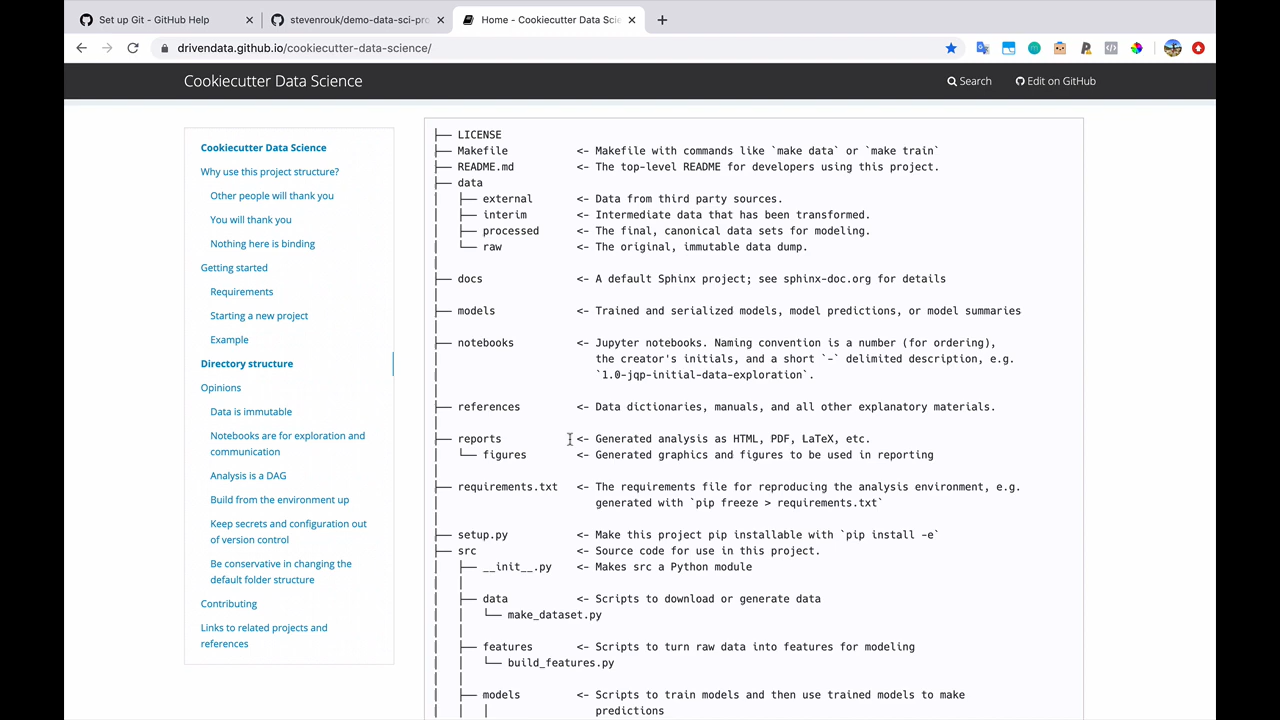 Set up Git - GitHub Help
stevenrouk/demo-data-sci-pro
Home - Cookiecutter Data Scie
drivendata.github.io/cookiecutter-data-science/
Cookiecutter Data Science
Search
Edit on GitHub
Cookiecutter Data Science
Why use this project structure?
Other people will thank you
You will thank you
Nothing here is binding
Getting started
Requirements
Starting a new project
Example
Directory structure
Opinions
Data is immutable
Notebooks are for exploration and
communication
Analysis is a DAG
Build from the environment up
Keep secrets and configuration out
of version control
Be conservative in changing the
default folder structure
Contributing
Links to related projects and
references
├── LICENSE
├── Makefile           <- Makefile with commands like `make data` or `make train`
├── README.md          <- The top-level README for developers using this project.
├── data
│   ├── external       <- Data from third party sources.
│   ├── interim        <- Intermediate data that has been transformed.
│   ├── processed      <- The final, canonical data sets for modeling.
│   └── raw            <- The original, immutable data dump.
│
├── docs               <- A default Sphinx project; see sphinx-doc.org for details
│
├── models             <- Trained and serialized models, model predictions, or model summaries
│
├── notebooks          <- Jupyter notebooks. Naming convention is a number (for ordering),
│                         the creator's initials, and a short `-` delimited description, e.g.
│                         `1.0-jqp-initial-data-exploration`.
│
├── references         <- Data dictionaries, manuals, and all other explanatory materials.
│
├── reports            <- Generated analysis as HTML, PDF, LaTeX, etc.
│   └── figures        <- Generated graphics and figures to be used in reporting
│
├── requirements.txt   <- The requirements file for reproducing the analysis environment, e.g.
│                         generated with `pip freeze > requirements.txt`
│
├── setup.py           <- Make this project pip installable with `pip install -e`
├── src                <- Source code for use in this project.
│   ├── __init__.py    <- Makes src a Python module
│   │
│   ├── data           <- Scripts to download or generate data
│   │   └── make_dataset.py
│   │
│   ├── features       <- Scripts to turn raw data into features for modeling
│   │   └── build_features.py
│   │
│   ├── models         <- Scripts to train models and then use trained models to make
│   │   │                 predictions